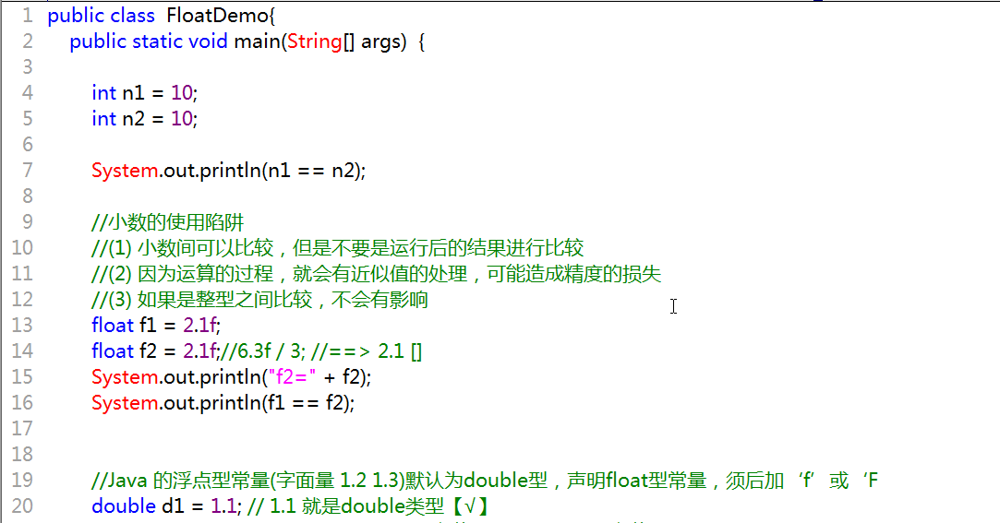 1 public class  FloatDemo{
2 public static void main(String[] args)  {
3
4 int n1 = 10;
5 int n2 = 10;
6
7 System.out.println(n1 == n2);
8
9 //小数的使用陷阱
10 //(1) 小数间可以比较，但是不要是运行后的结果进行比较
11 //(2) 因为运算的过程，就会有近似值的处理，可能造成精度的损失
12 //(3) 如果是整型之间比较，不会有影响
13 float f1 = 2.1f;
14 float f2 = 2.1f;//6.3f / 3; //==> 2.1 []
15 System.out.println("f2=" + f2);
16 System.out.println(f1 == f2);
17
18
19 //Java 的浮点型常量(字面量 1.2 1.3)默认为double型，声明float型常量，须后加‘f’或‘F
20 double d1 = 1.1; // 1.1 就是double类型【√】